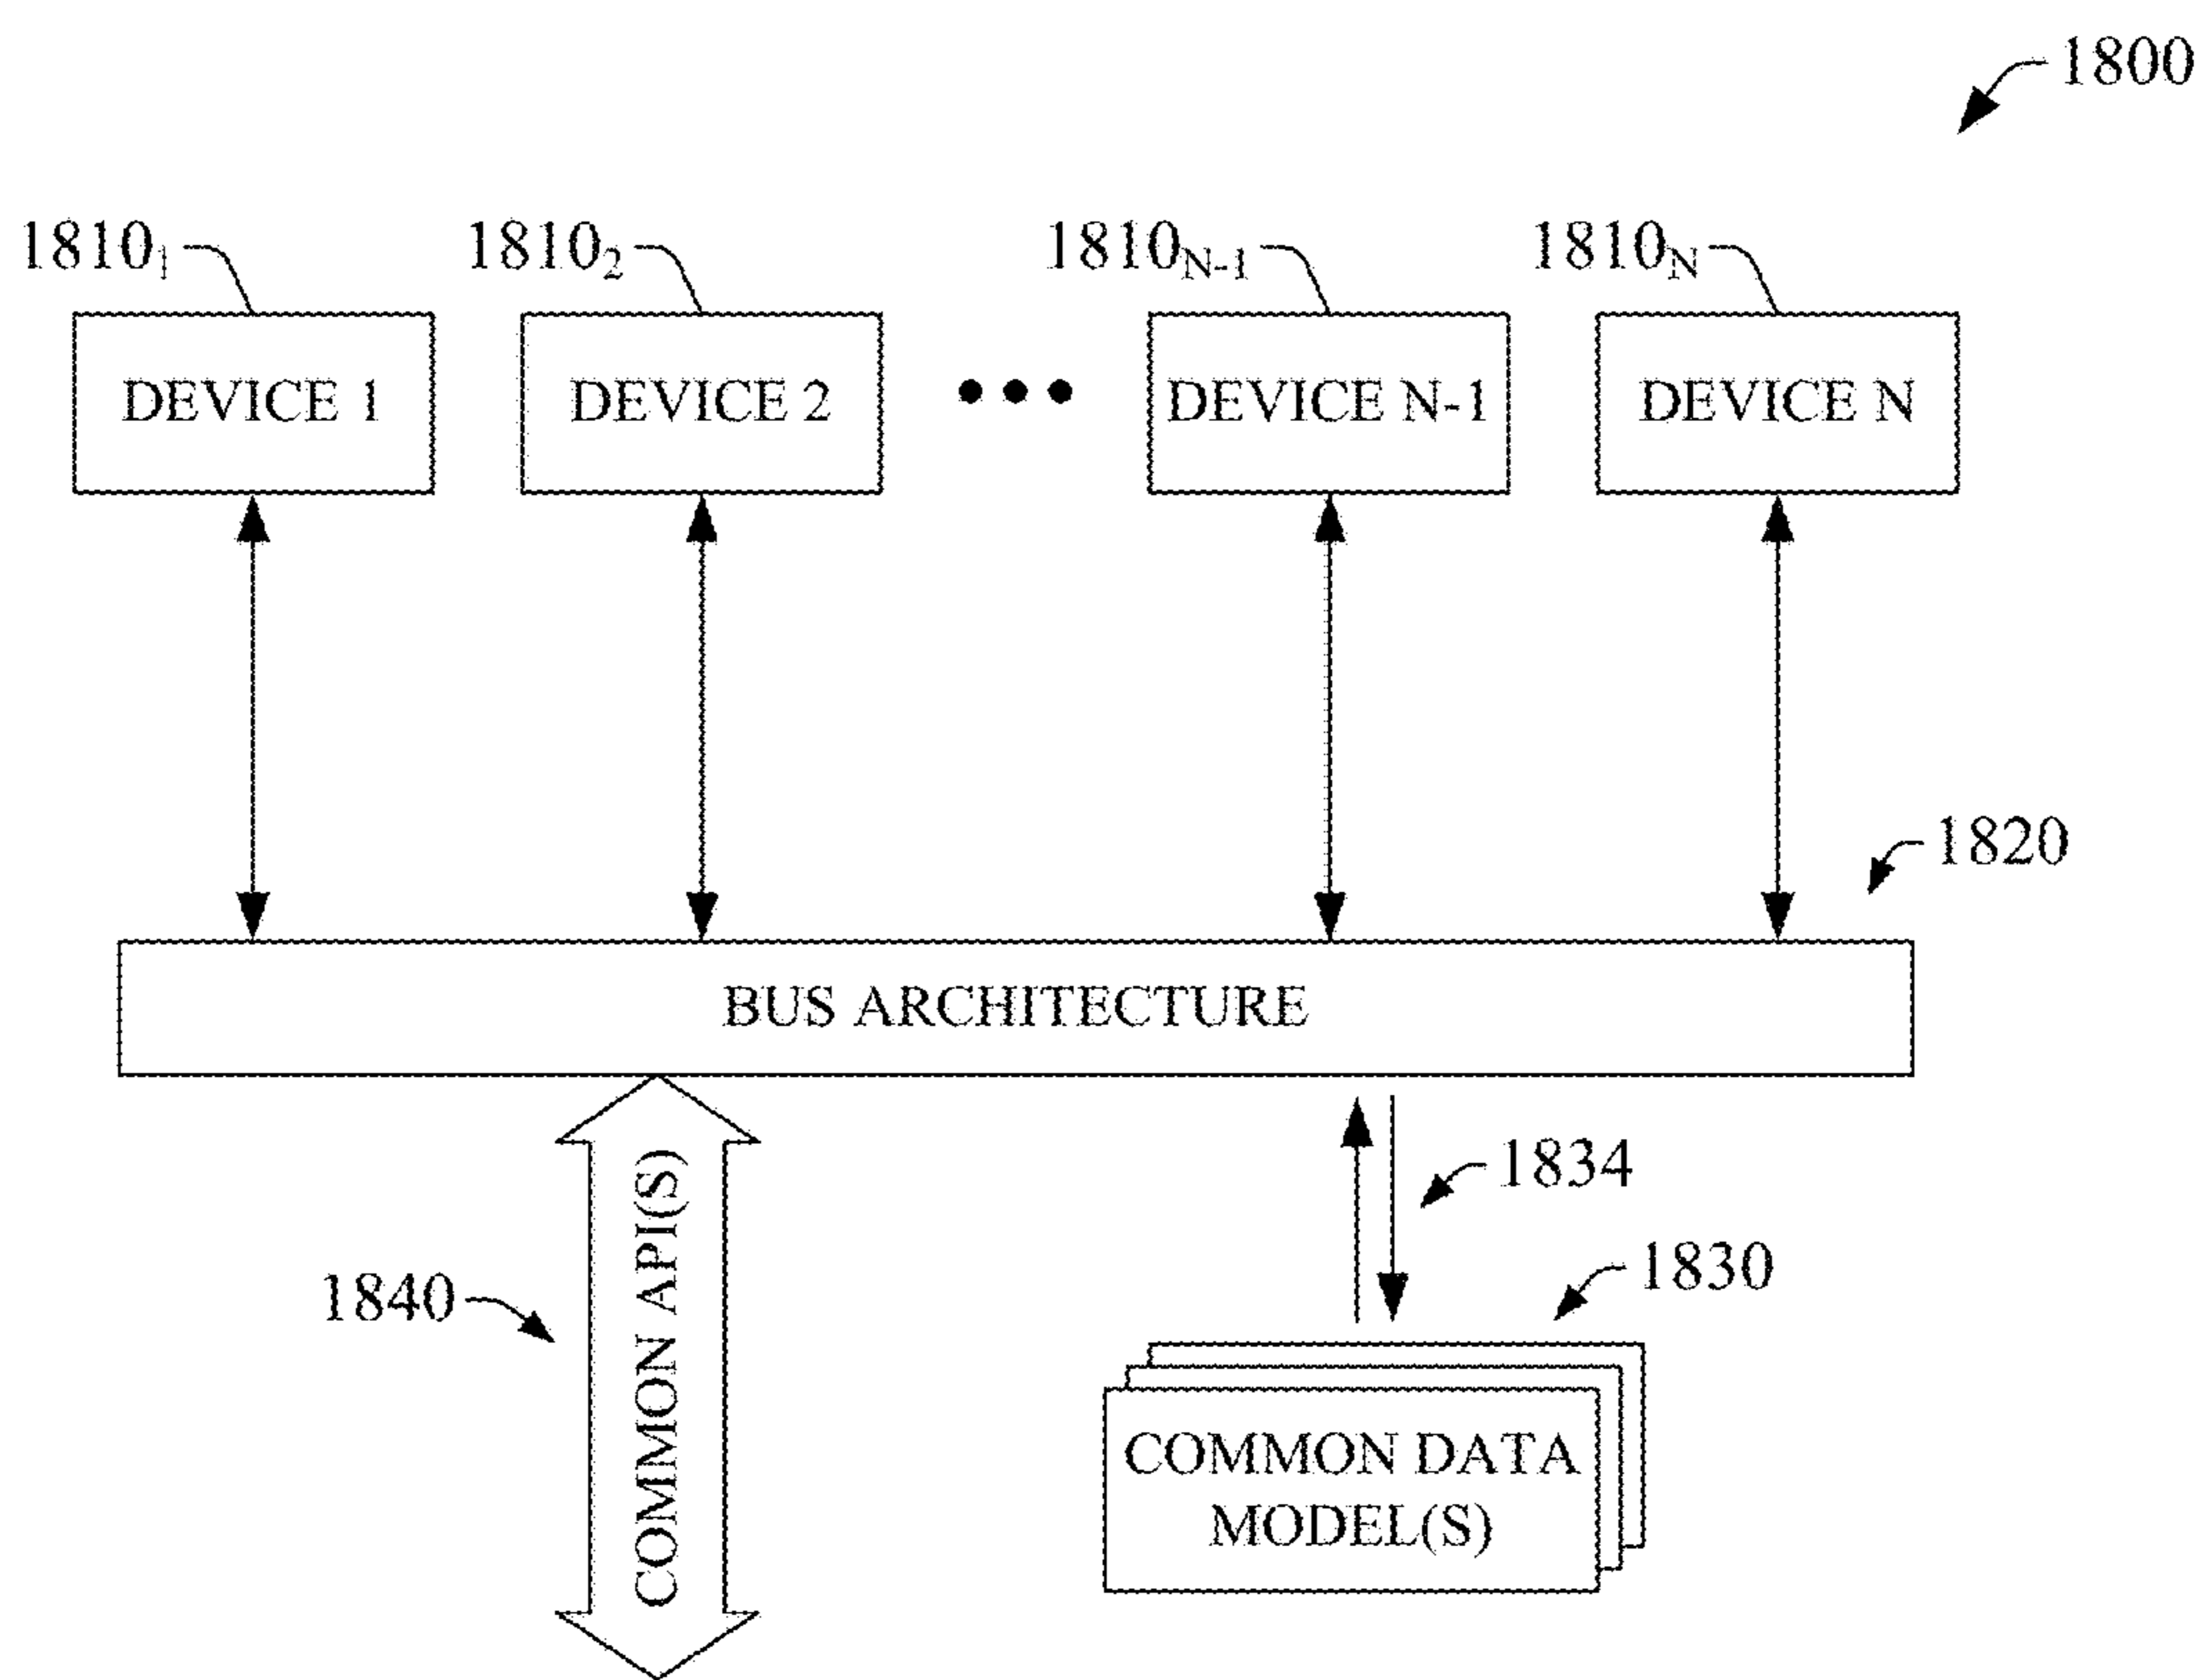 1800
1810₁
1810₂
1810N-1
1810N
DEVICE 1
DEVICE 2
DEVICE N-1
DEVICE N
1820
BUS ARCHITECTURE
1834
1830
1840
COMMON API(S)
COMMON DATA
MODEL(S)